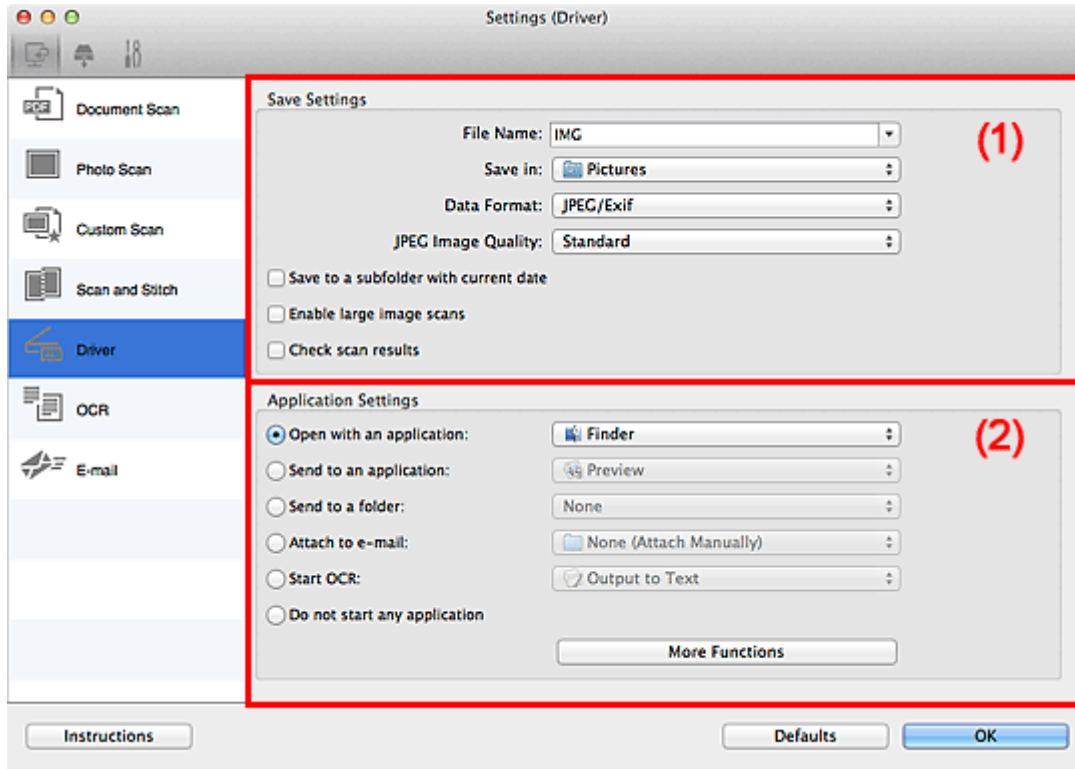 Settings (Driver)
Document Scan
Photo Scan
Custom Scan
Scan and Stitch
Driver
OCR
E-mail
Save Settings
(1)
File Name: IMG
Save in: Pictures
Data Format: JPEG/Exif
JPEG Image Quality: Standard
Save to a subfolder with current date
Enable large image scans
Check scan results
Application Settings
(2)
Open with an application: Finder
Send to an application: Preview
Send to a folder: None
Attach to e-mail: None (Attach Manually)
Start OCR: Output to Text
Do not start any application
More Functions
Instructions
Defaults
OK